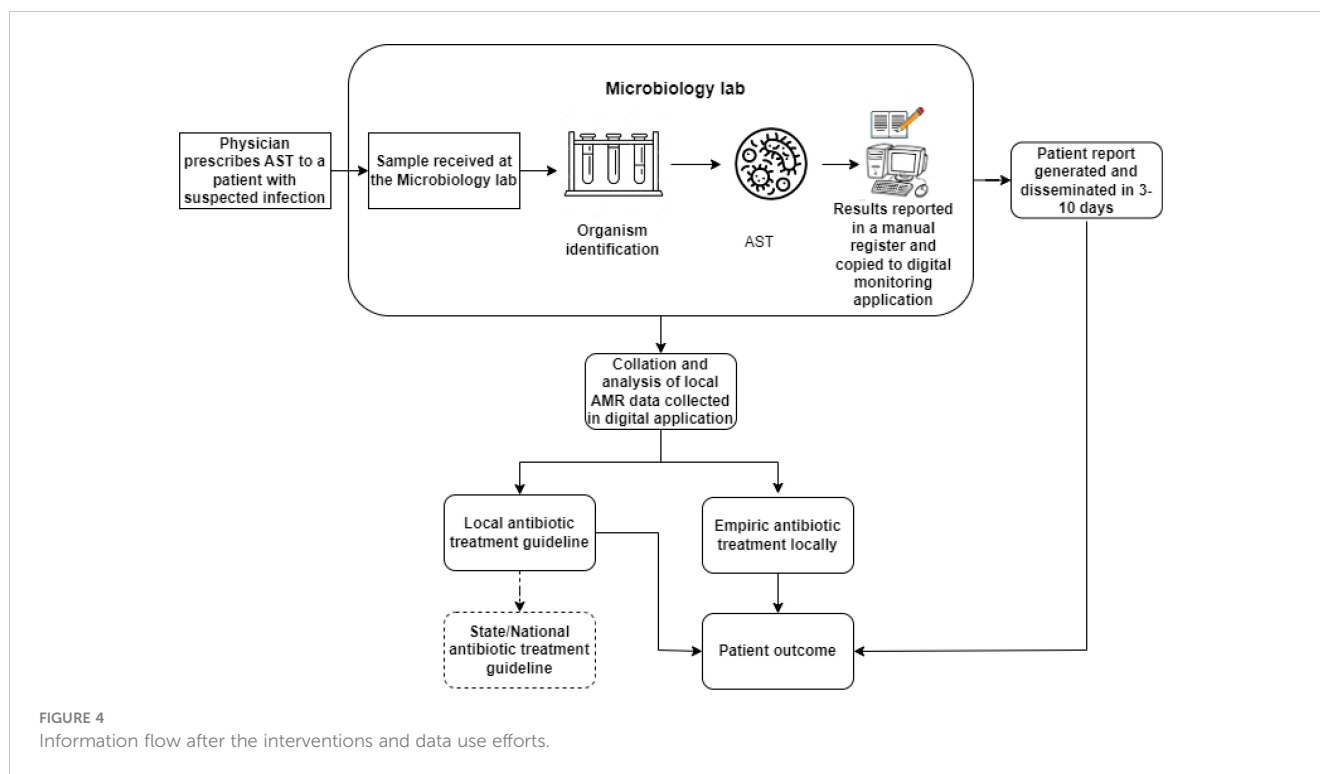 Microbiology lab
Physician
prescribes AST to a
patient with
suspected infection
Sample received at
the Microbiology lab
Organism
identification
AST
Results reported
in a manual
register and
copied to digital
monitoring
application
Patient report
generated and
disseminated in 3-
10 days
Collation and
analysis of local
AMR data collected
in digital application
Local antibiotic
treatment guideline
Empiric antibiotic
treatment locally
State/National
antibiotic treatment
guideline
Patient outcome
FIGURE 4
Information flow after the interventions and data use efforts.